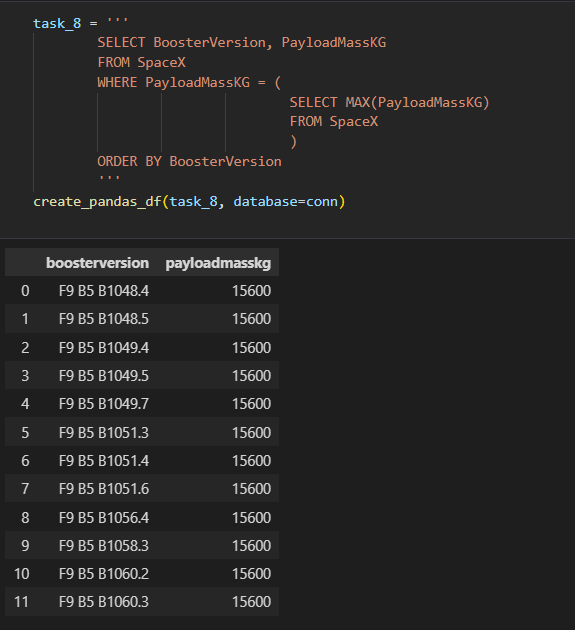 task_8 = '''
SELECT BoosterVersion, PayloadMassKG
FROM SpaceX
WHERE PayloadMassKG = (
SELECT MAX(PayloadMassKG)
FROM SpaceX
)
ORDER BY BoosterVersion
'''
create_pandas_df(task_8, database=conn)
boosterversion payloadmasskg
0 F9 B5 B1048.4 15600
1 F9 B5 B1048.5 15600
2 F9 B5 B1049.4 15600
3 F9 B5 B1049.5 15600
4 F9 B5 B1049.7 15600
5 F9 B5 B1051.3 15600
6 F9 B5 B1051.4 15600
7 F9 B5 B1051.6 15600
8 F9 B5 B1056.4 15600
9 F9 B5 B1058.3 15600
10 F9 B5 B1060.2 15600
11 F9 B5 B1060.3 15600